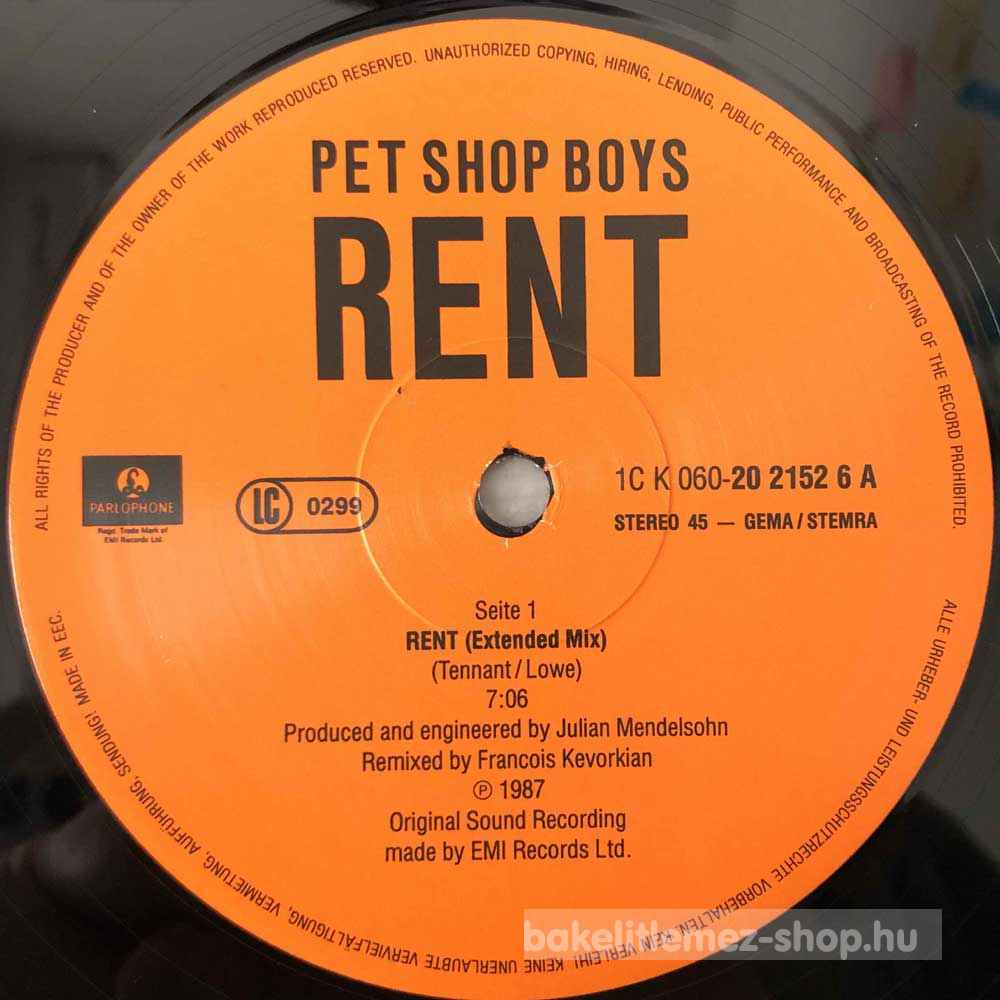 ALL RIGHTS OF THE PRODUCER AND OF THE OWNER OF THE WORK REPRODUCED RESERVED. UNAUTHORIZED COPYING, HIRING, LENDING, PUBLIC PERFORMANCE AND BROADCASTING OF THE RECORD PROHIBITED.
PET SHOP BOYS
RENT
PARLOPHONE
Regd. Trade Mark of
EMI Records Ltd.
LC 0299
1C K 060-20 2152 6 A
STEREO 45 — GEMA/STEMRA
Seite 1
RENT (Extended Mix)
(Tennant/Lowe)
7:06
Produced and engineered by Julian Mendelsohn
Remixed by Francois Kevorkian
℗ 1987
Original Sound Recording
made by EMI Records Ltd.
ALLE URHEBER- UND LEISTUNGSSCHUTZRECHTE VORBEHALTEN. KEIN VERLEIH! KEINE UNERLAUBTE VERVIELFÄLTIGUNG, VERMIETUNG, AUFFÜHRUNG, SENDUNG! MADE IN EEC.
bakelitlemez-shop.hu